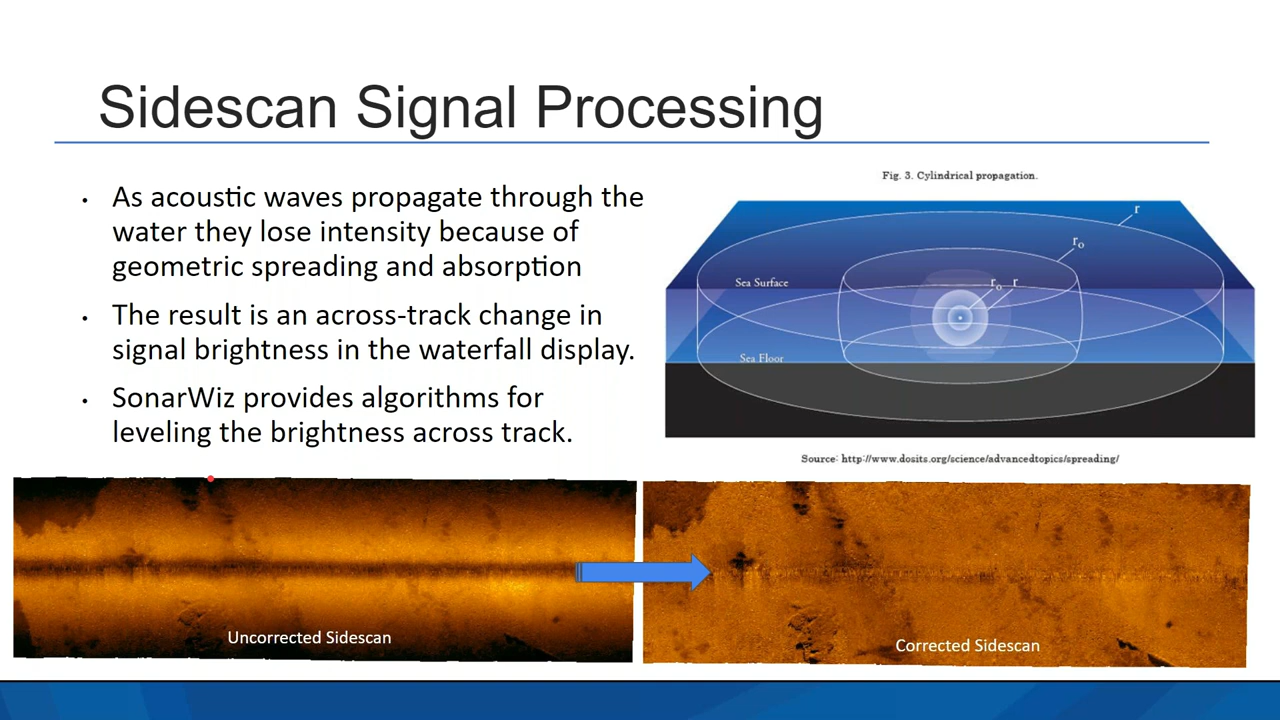 Sidescan Signal Processing
• As acoustic waves propagate through the
water they lose intensity because of
geometric spreading and absorption
• The result is an across-track change in
signal brightness in the waterfall display.
• SonarWiz provides algorithms for
leveling the brightness across track.
Fig. 3. Cylindrical propagation.
r
r₀
Sea Surface
r₀ r
Sea Floor
Source: http://www.dosits.org/science/advancedtopics/spreading/
Uncorrected Sidescan
Corrected Sidescan